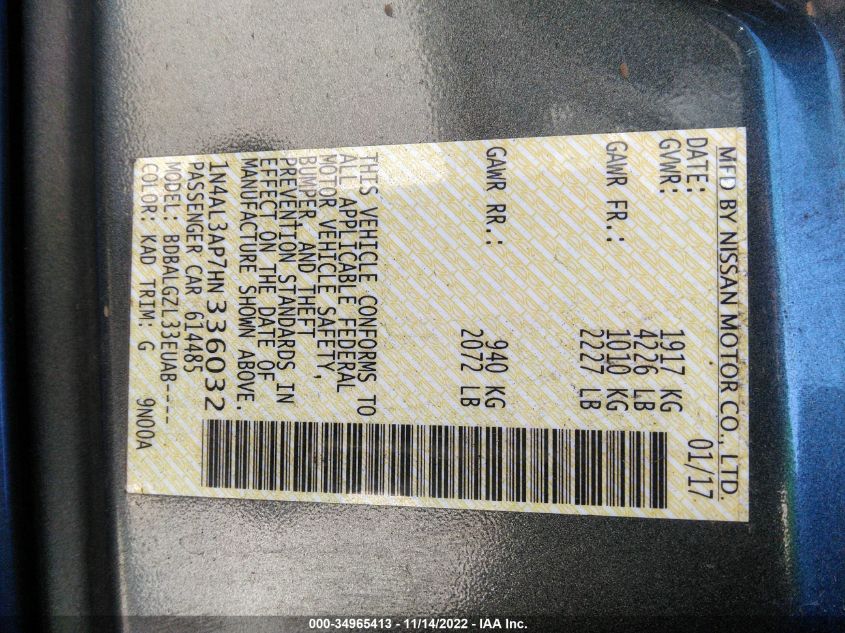 MFD BY NISSAN MOTOR CO., LTD.
DATE: 01/17
GVWR: 1917 KG
4226 LB
GAWR FR.: 1010 KG
2227 LB
GAWR RR.: 940 KG
2072 LB
THIS VEHICLE CONFORMS TO
ALL APPLICABLE FEDERAL
MOTOR VEHICLE SAFETY,
BUMPER AND THEFT
PREVENTION STANDARDS IN
EFFECT ON THE DATE OF
MANUFACTURE SHOWN ABOVE.
1N4AL3AP7HN336032
PASSENGER CAR 614485
MODEL: BDBALGZL33EUAB----
COLOR: KAD TRIM: G 9N00A
000-34965413 - 11/14/2022 - IAA Inc.